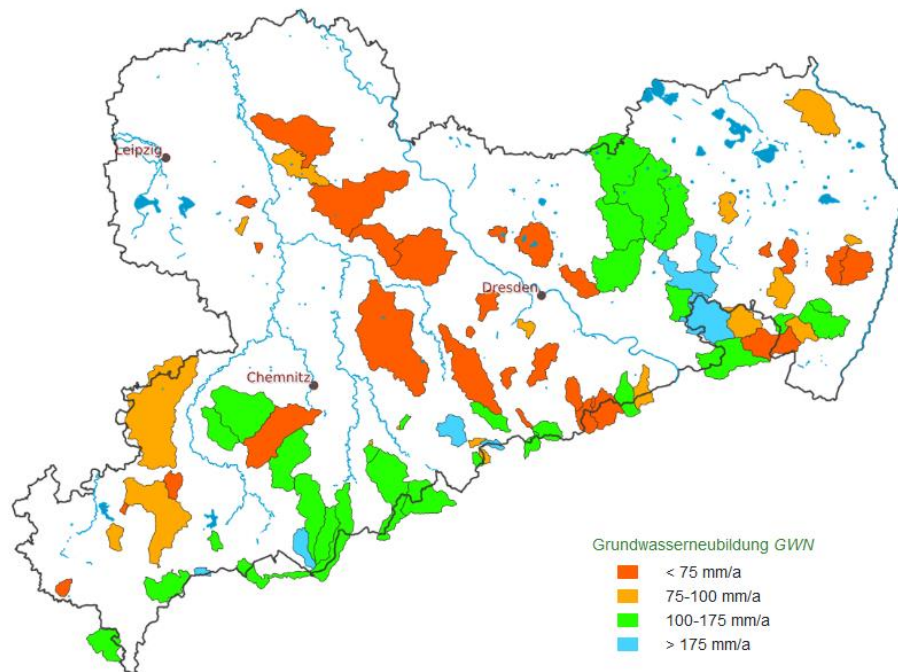 Leipzig
Dresden
Chemnitz
Grundwasserneubildung GWN
< 75 mm/a
75-100 mm/a
100-175 mm/a
> 175 mm/a